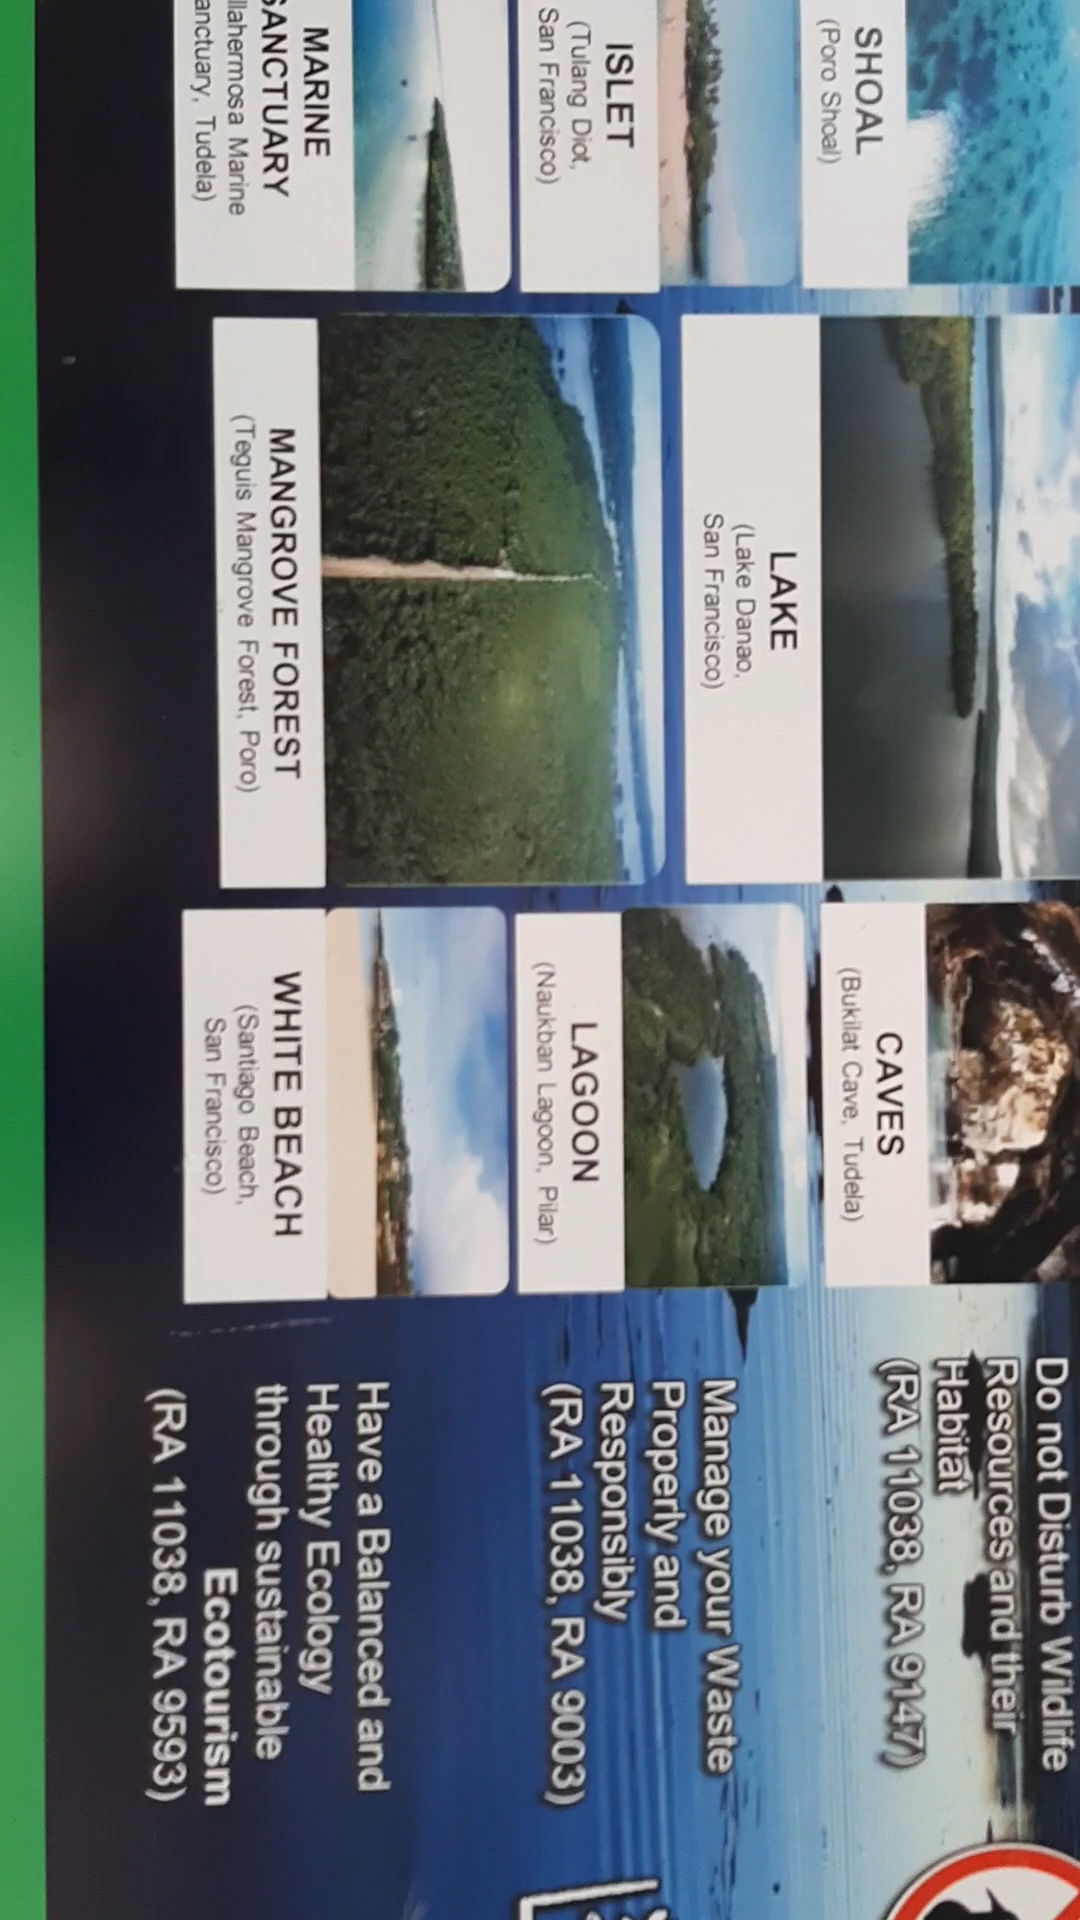 SHOAL
(Poro Shoal)
ISLET
(Tulang Diot,
San Francisco)
MARINE
SANCTUARY
Marine
Tudela)
LAKE
(Lake Danao,
San Francisco)
MANGROVE FOREST
(Teguis Mangrove Forest, Poro)
CAVES
(Bukilat Cave, Tudela)
LAGOON
(Naukban Lagoon, Pilar)
WHITE BEACH
(Santiago Beach,
San Francisco)
Do not Disturb Wildlife
Resources and their
Habitat
(RA 11038, RA 9147)
Manage your Waste
Properly and
Responsibly
(RA 11038, RA 9003)
Have a Balanced and
Healthy Ecology
through sustainable
Ecotourism
(RA 11038, RA 9593)